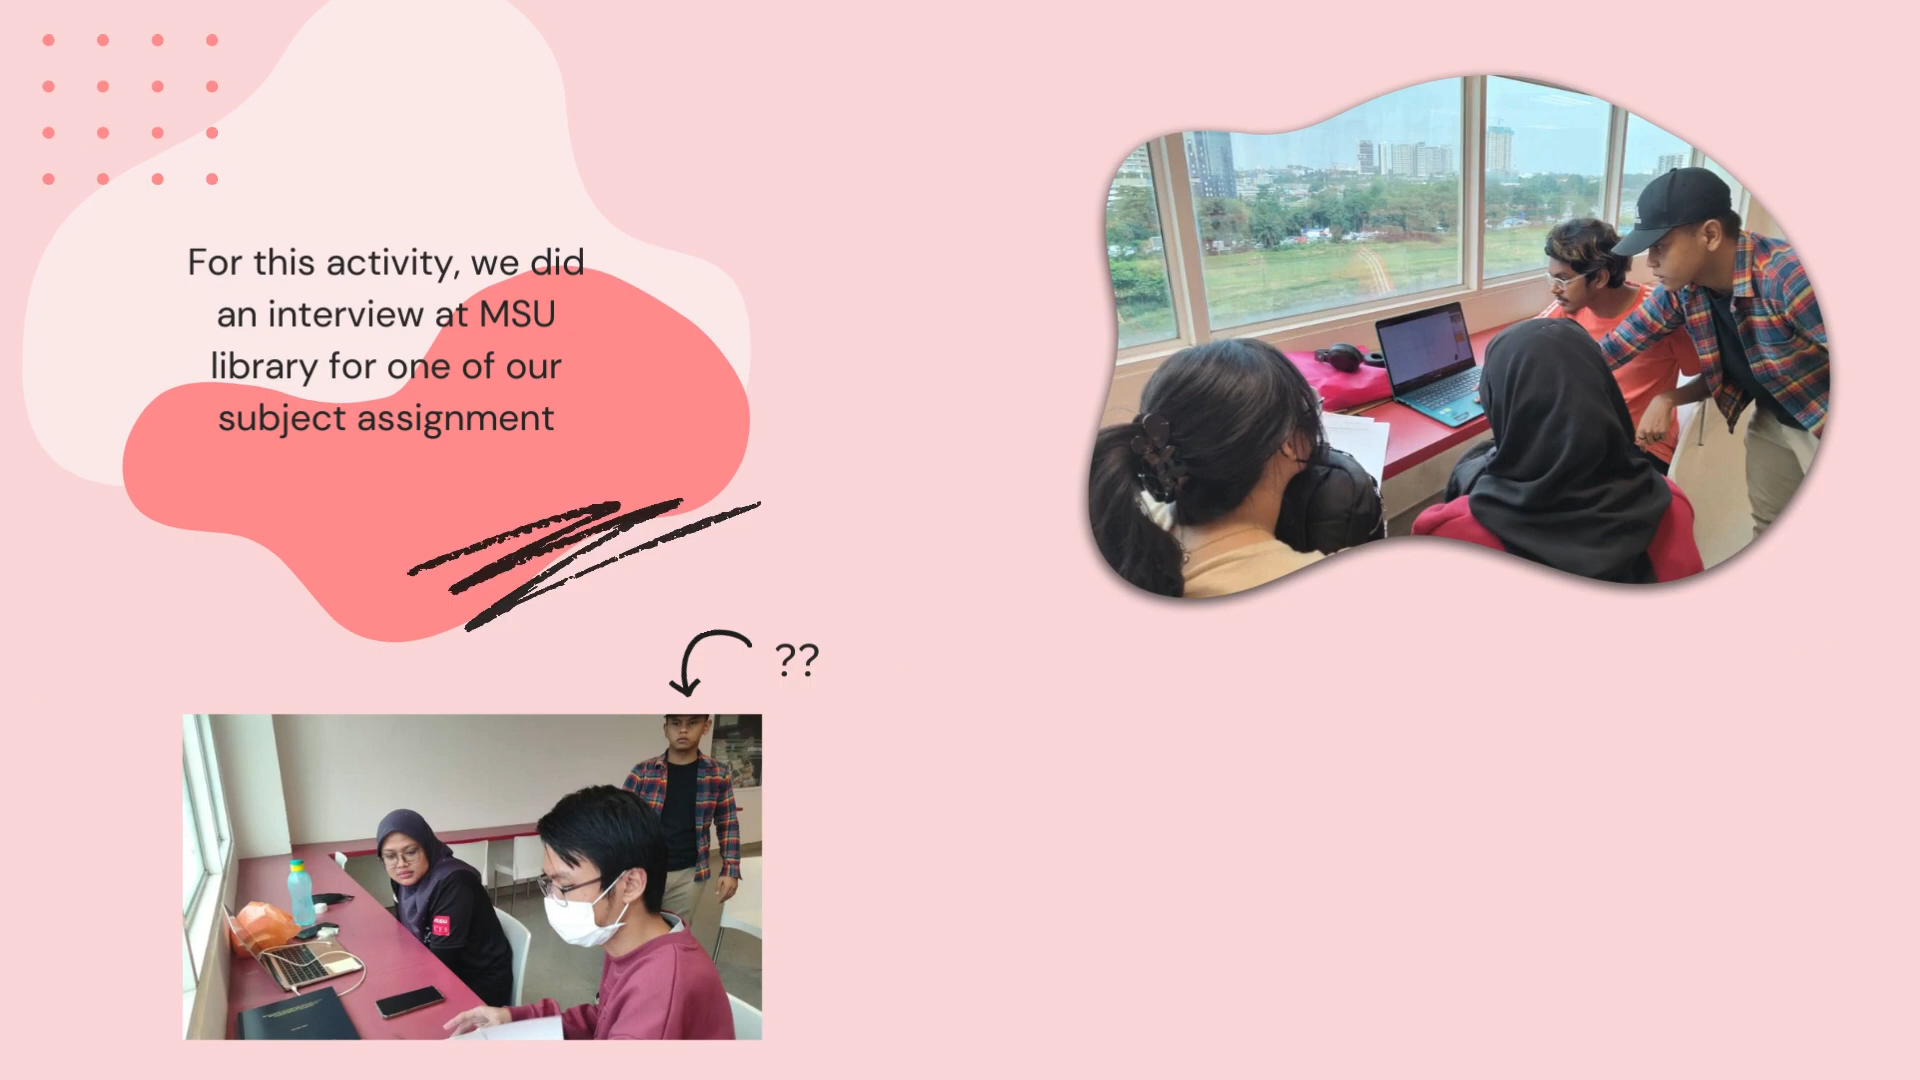 For this activity, we did
an interview at MSU
library for one of our
subject assignment
??